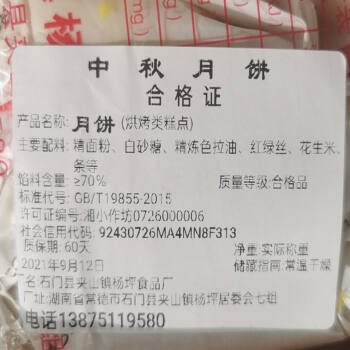 中秋月饼
合格证
产品名称: 月饼 (烘烤类糕点)
主要配料: 精面粉、白砂糖、精炼色拉油、红绿丝、花生米、
条等
馅料含量: ≥70% 质量等级:合格品
标准代号: GB/T19855-2015
许可证编号:湘小作坊0726000006
社会信用代码: 92430726MA4MN8F313
保质期: 60天 净重:实际称重
2021年9月12日 储藏指南:常温干燥
厂名:石门县夹山镇杨坪食品厂
厂址:湖南省常德市石门县夹山镇杨坪居委会七组
电话13875119580